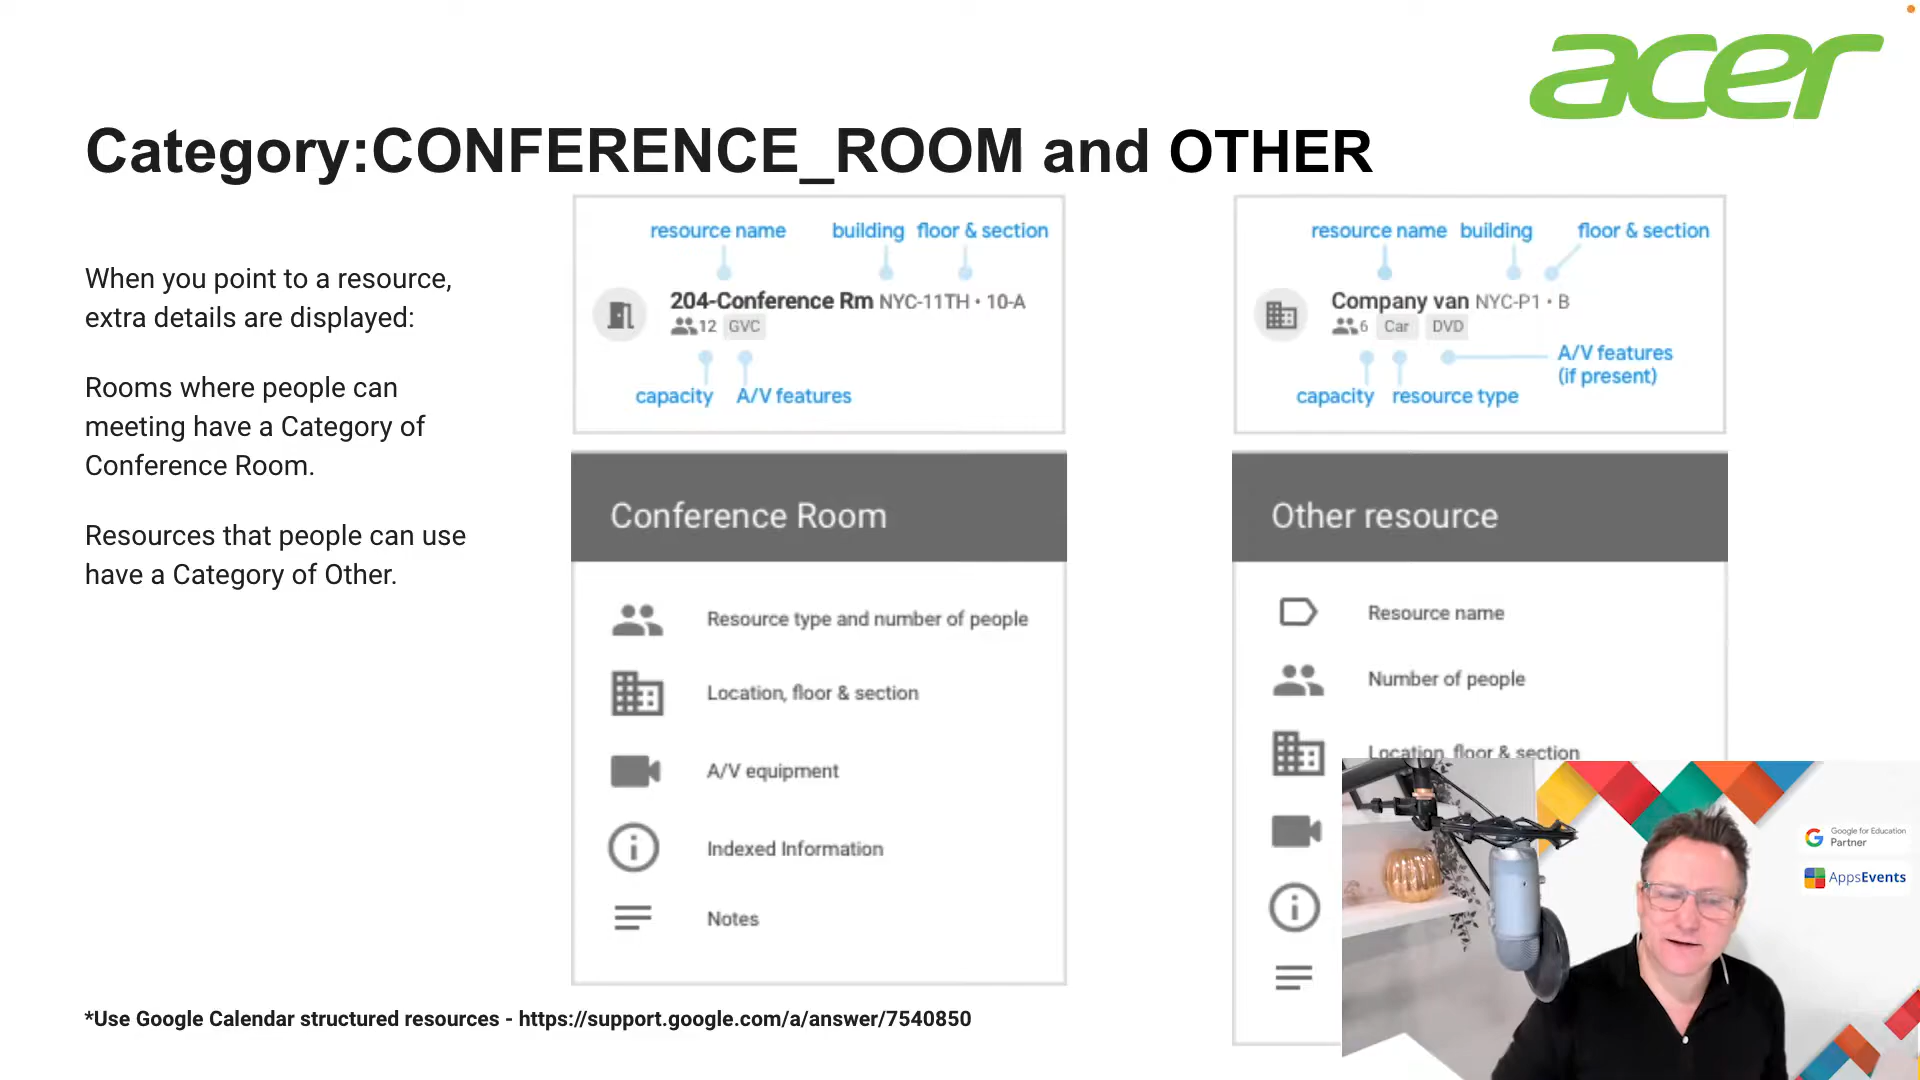 acer
Category:CONFERENCE_ROOM and OTHER
When you point to a resource,
extra details are displayed:
Rooms where people can
meeting have a Category of
Conference Room.
Resources that people can use
have a Category of Other.
resource name building floor & section
204-Conference Rm NYC-11TH • 10-A
12 GVC
capacity A/V features
Conference Room
Resource type and number of people
Location, floor & section
A/V equipment
Indexed Information
Notes
resource name building floor & section
Company van NYC-P1 • B
6 Car DVD
A/V features
(if present)
capacity resource type
Other resource
Resource name
Number of people
Location, floor & section
Google for Education
Partner
AppsEvents
*Use Google Calendar structured resources - https://support.google.com/a/answer/7540850